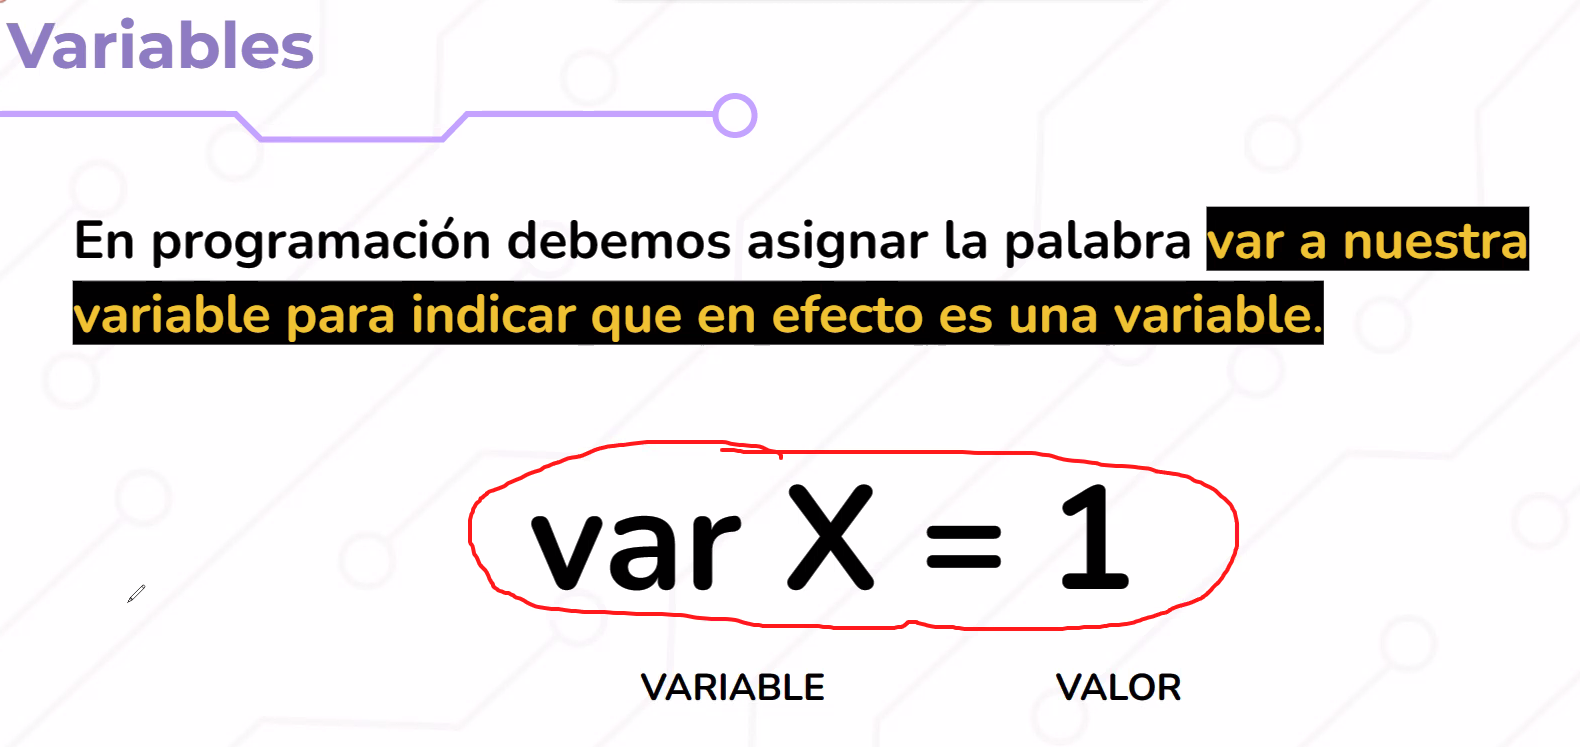 Variables
En programación debemos asignar la palabra var a nuestra
variable para indicar que en efecto es una variable.
var X = 1
VARIABLE VALOR